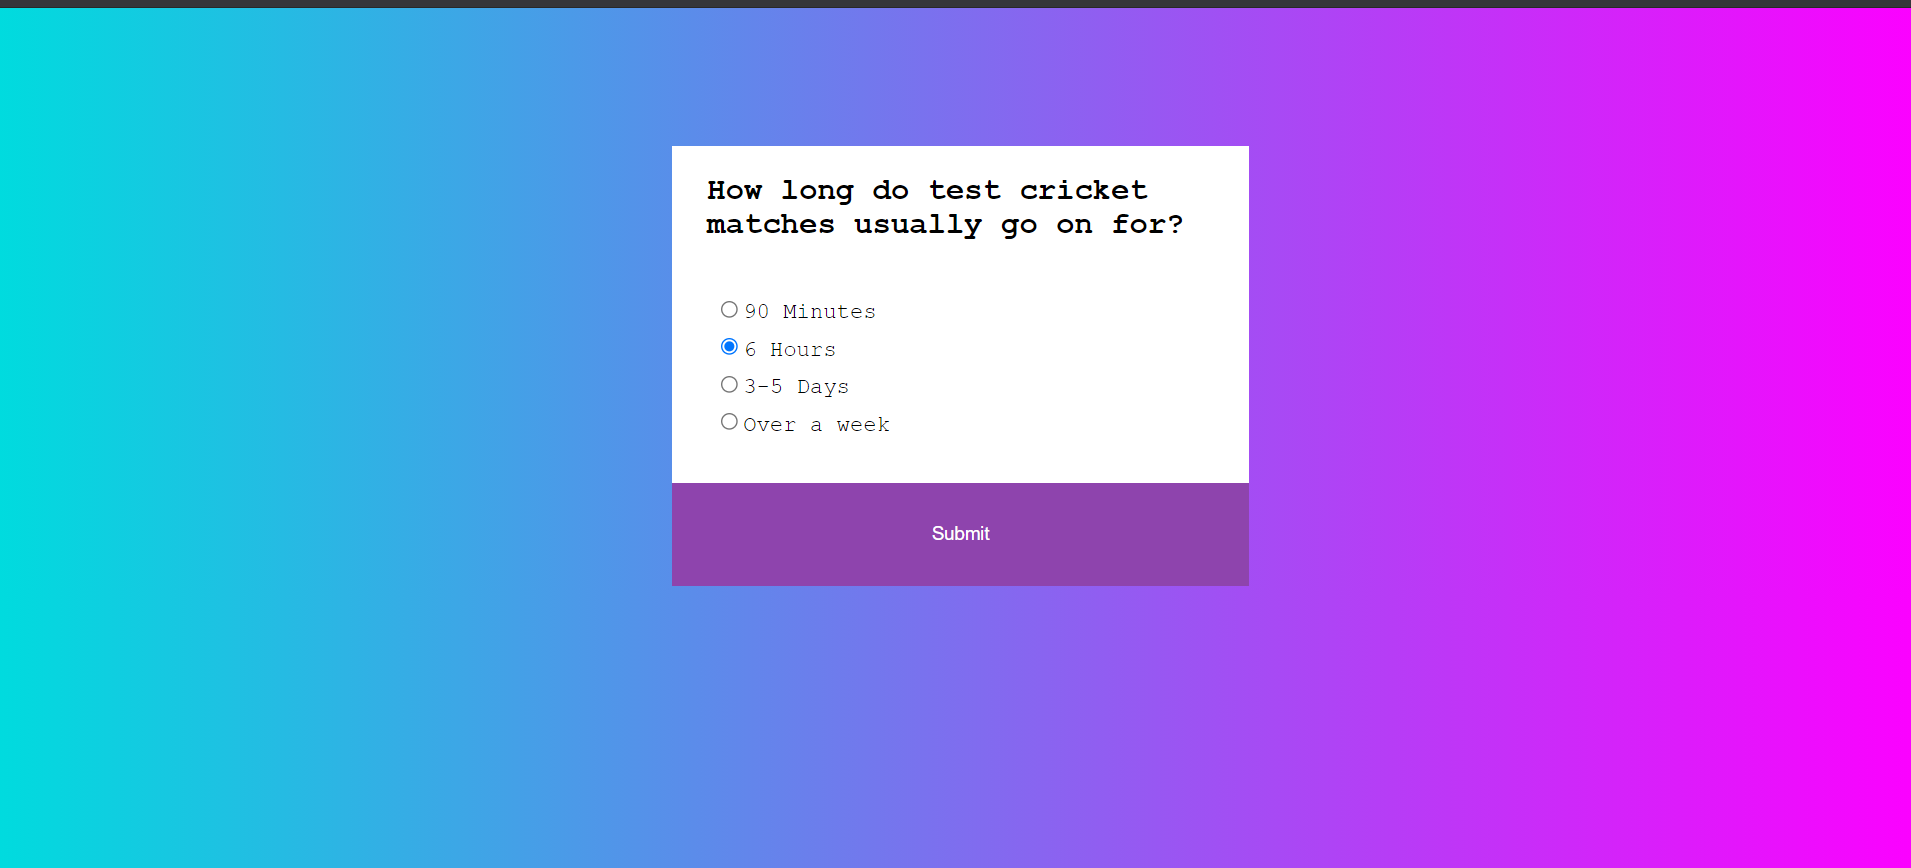 How long do test cricket
matches usually go on for?
90 Minutes
6 Hours
3-5 Days
Over a week
Submit